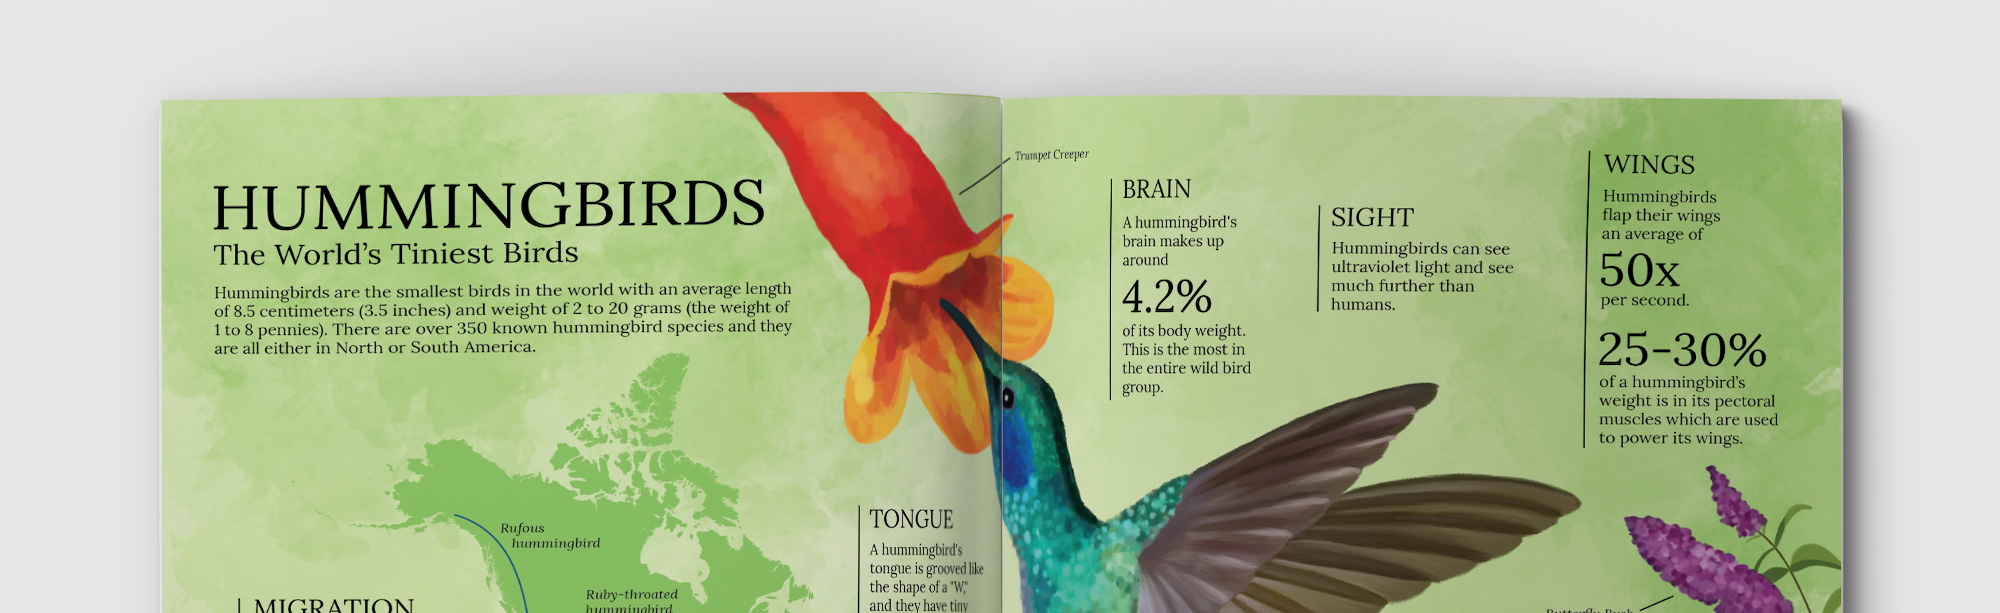 HUMMINGBIRDS
The World's Tiniest Birds
Hummingbirds are the smallest birds in the world with an average length
of 8.5 centimeters (3.5 inches) and weight of 2 to 20 grams (the weight of
1 to 8 pennies). There are over 350 known hummingbird species and they
are all either in North or South America.
Rufous
hummingbird
Ruby-throated
hummingbird
MIGRATION
TONGUE
A hummingbird's
tongue is grooved like
the shape of a "W,"
and they have tiny
Trumpet Creeper
BRAIN
A hummingbird's
brain makes up
around
4.2%
of its body weight.
This is the most in
the entire wild bird
group.
SIGHT
Hummingbirds can see
ultraviolet light and see
much further than
humans.
WINGS
Hummingbirds
flap their wings
an average of
50x
per second.
25-30%
of a hummingbird's
weight is in its pectoral
muscles which are used
to power its wings.